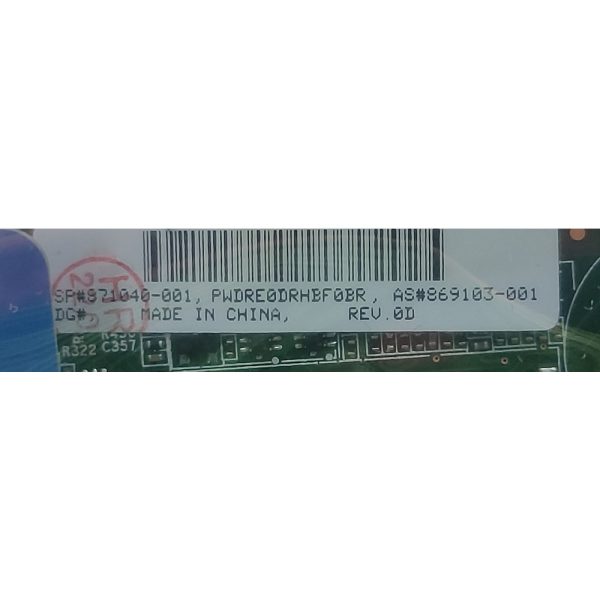 SP#871040-001, PWDRE0DRHBF0BR, AS#869103-001
DG# MADE IN CHINA, REV.0D
R322 C357